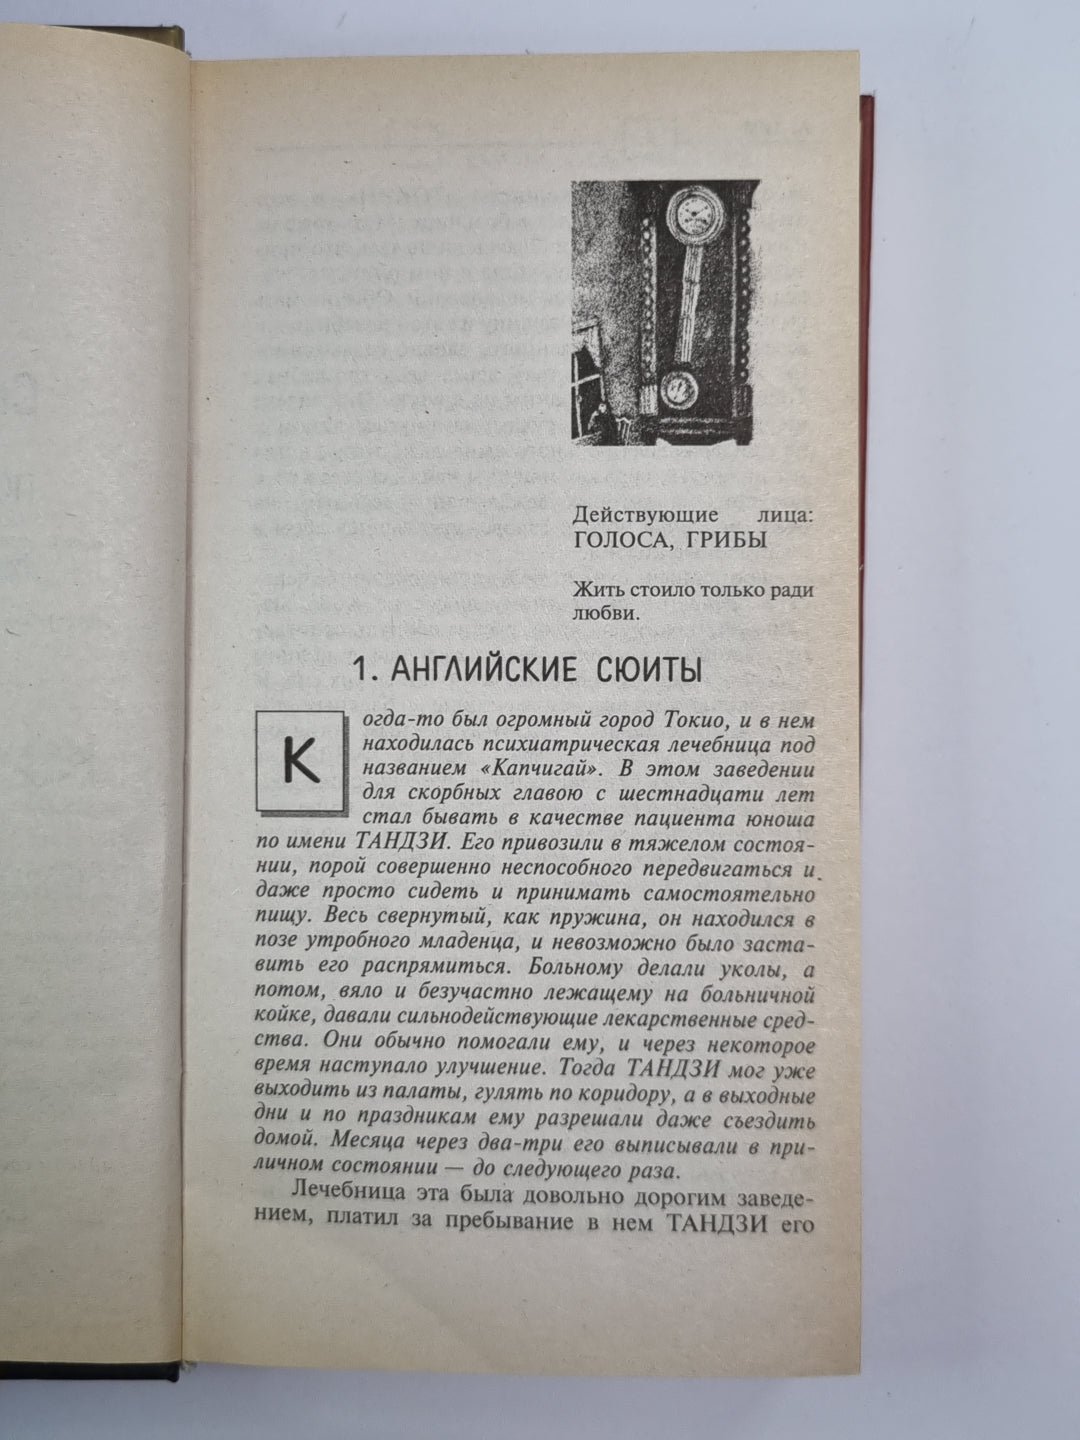 Действующие лица:
ГОЛОСА, ГРИБЫ
Жить стоило только ради
любви.
1. АНГЛИЙСКИЕ СЮИТЫ
Когда-то был огромный город Токио, и в нем
находилась психиатрическая лечебница под
названием «Капчигай». В этом заведении
для скорбных главою с шестнадцати лет
стал бывать в качестве пациента юноша
по имени ТАНДЗИ. Его привозили в тяжелом состоя-
нии, порой совершенно неспособного передвигаться и
даже просто сидеть и принимать самостоятельно
пищу. Весь свернутый, как пружина, он находился в
позе утробного младенца, и невозможно было заста-
вить его распрямиться. Больному делали уколы, а
потом, вяло и безучастно лежащему на больничной
койке, давали сильнодействующие лекарственные сред-
ства. Они обычно помогали ему, и через некоторое
время наступало улучшение. Тогда ТАНДЗИ мог уже
выходить из палаты, гулять по коридору, а в выходные
дни и по праздникам ему разрешали даже съездить
домой. Месяца через два-три его выписывали в при-
личном состоянии — до следующего раза.
Лечебница эта была довольно дорогим заведе-
нием, платил за пребывание в нем ТАНДЗИ его